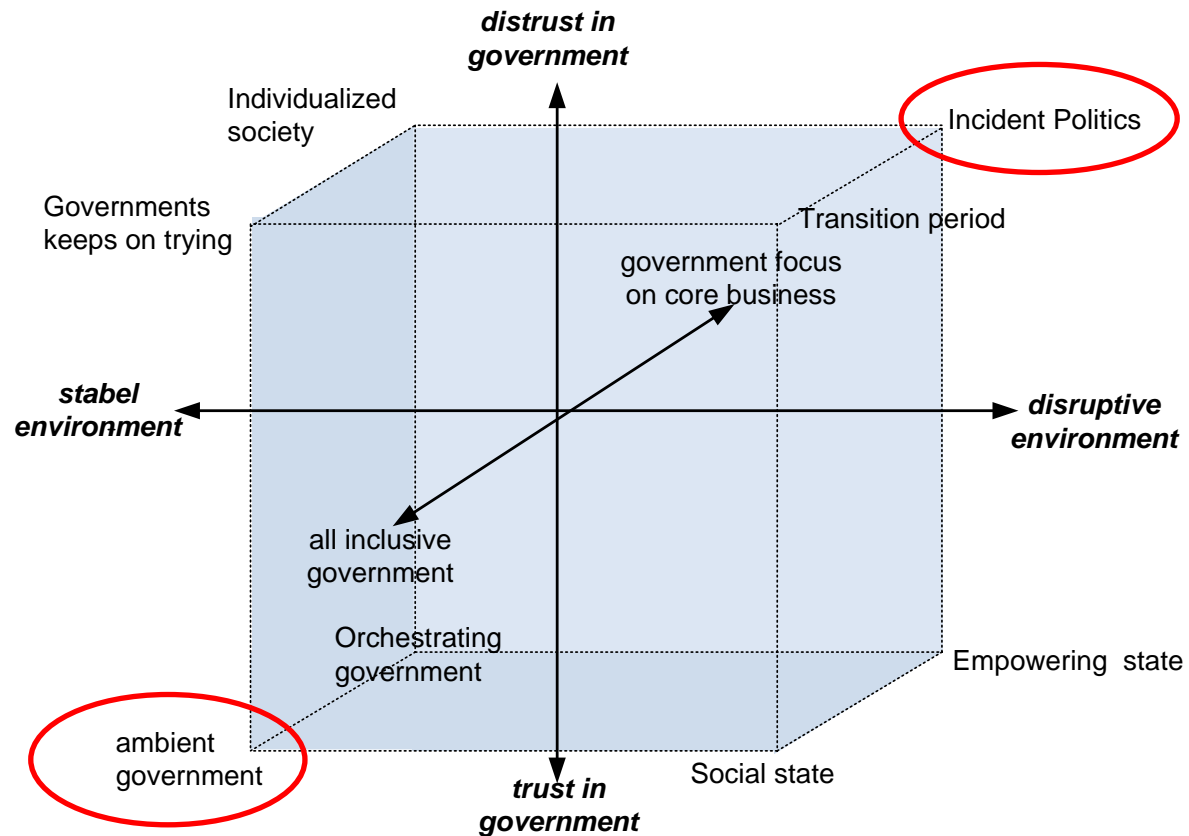 distrust in
government
Individualized
society
Incident Politics
Governments
keeps on trying
Transition period
government focus
on core business
stabel
environment
disruptive
environment
all inclusive
government
Orchestrating
government
Empowering state
ambient
government
Social state
trust in
government